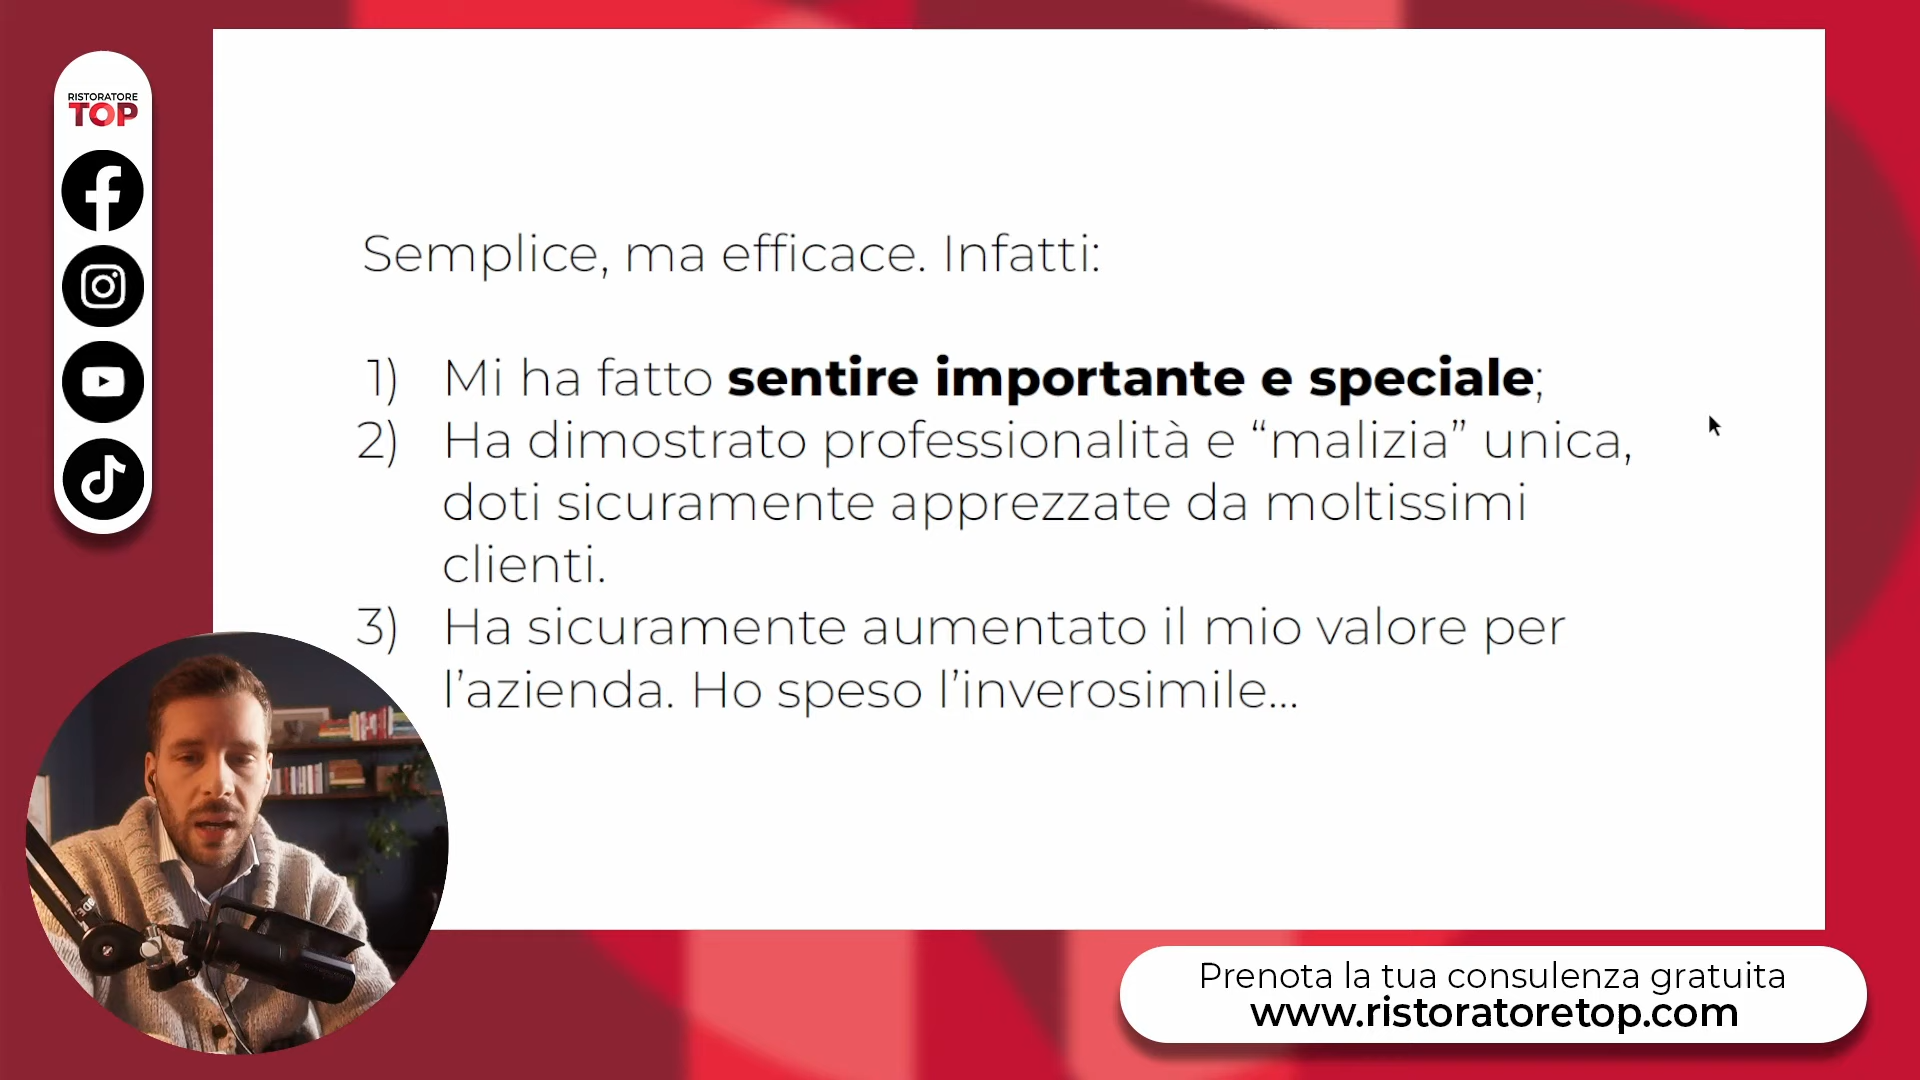 RISTORATORE
TOP
Semplice, ma efficace. Infatti:
1) Mi ha fatto sentire importante e speciale;
2) Ha dimostrato professionalità e “malizia” unica,
doti sicuramente apprezzate da moltissimi
clienti.
3) Ha sicuramente aumentato il mio valore per
l’azienda. Ho speso l’inverosimile...
Prenota la tua consulenza gratuita
www.ristoratoretop.com